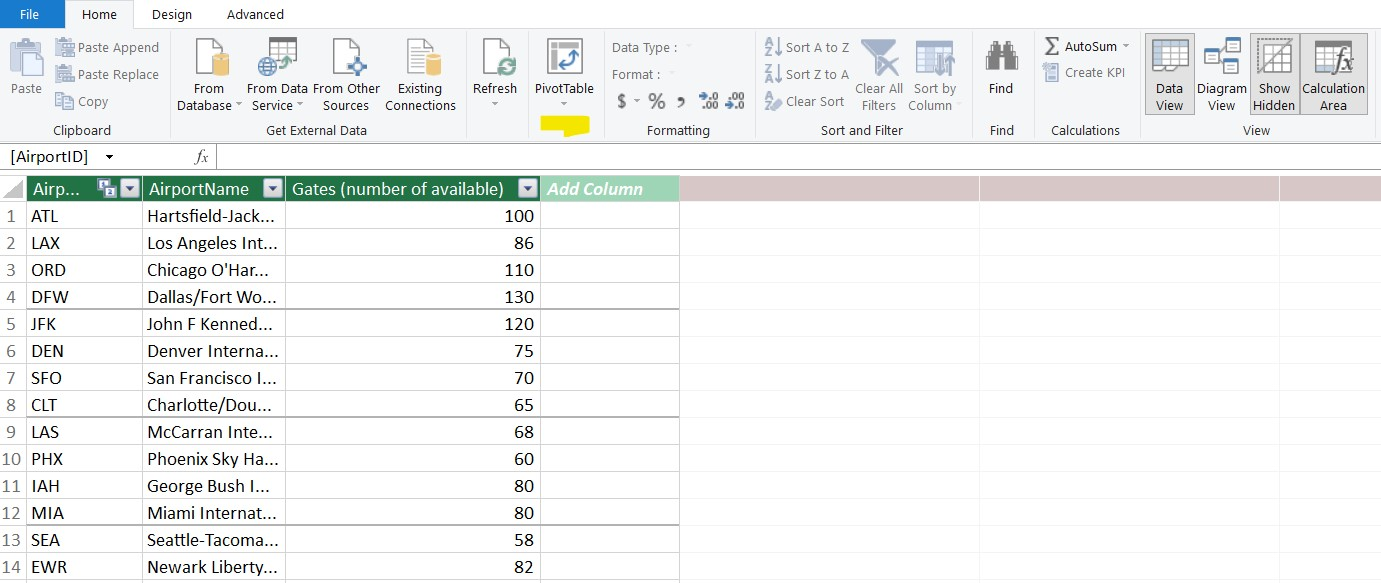 File Home Design Advanced
Paste
Paste Append
Paste Replace
Copy
Clipboard
From Database
From Data Service
From Other Sources
Existing Connections
Get External Data
Refresh
PivotTable
Data Type :
Format :
$ % , .00 .00
Formatting
Sort A to Z
Sort Z to A
Clear Sort
Clear All Filters
Sort by Column
Sort and Filter
Find
Find
AutoSum
Create KPI
Calculations
Data View
Diagram View
Show Hidden
Calculation Area
View
[AirportID] fx
Airp... AirportName Gates (number of available) Add Column
1 ATL Hartsfield-Jack... 100
2 LAX Los Angeles Int... 86
3 ORD Chicago O'Har... 110
4 DFW Dallas/Fort Wo... 130
5 JFK John F Kenned... 120
6 DEN Denver Interna... 75
7 SFO San Francisco I... 70
8 CLT Charlotte/Dou... 65
9 LAS McCarran Inte... 68
10 PHX Phoenix Sky Ha... 60
11 IAH George Bush I... 80
12 MIA Miami Internat... 80
13 SEA Seattle-Tacoma... 58
14 EWR Newark Liberty... 82